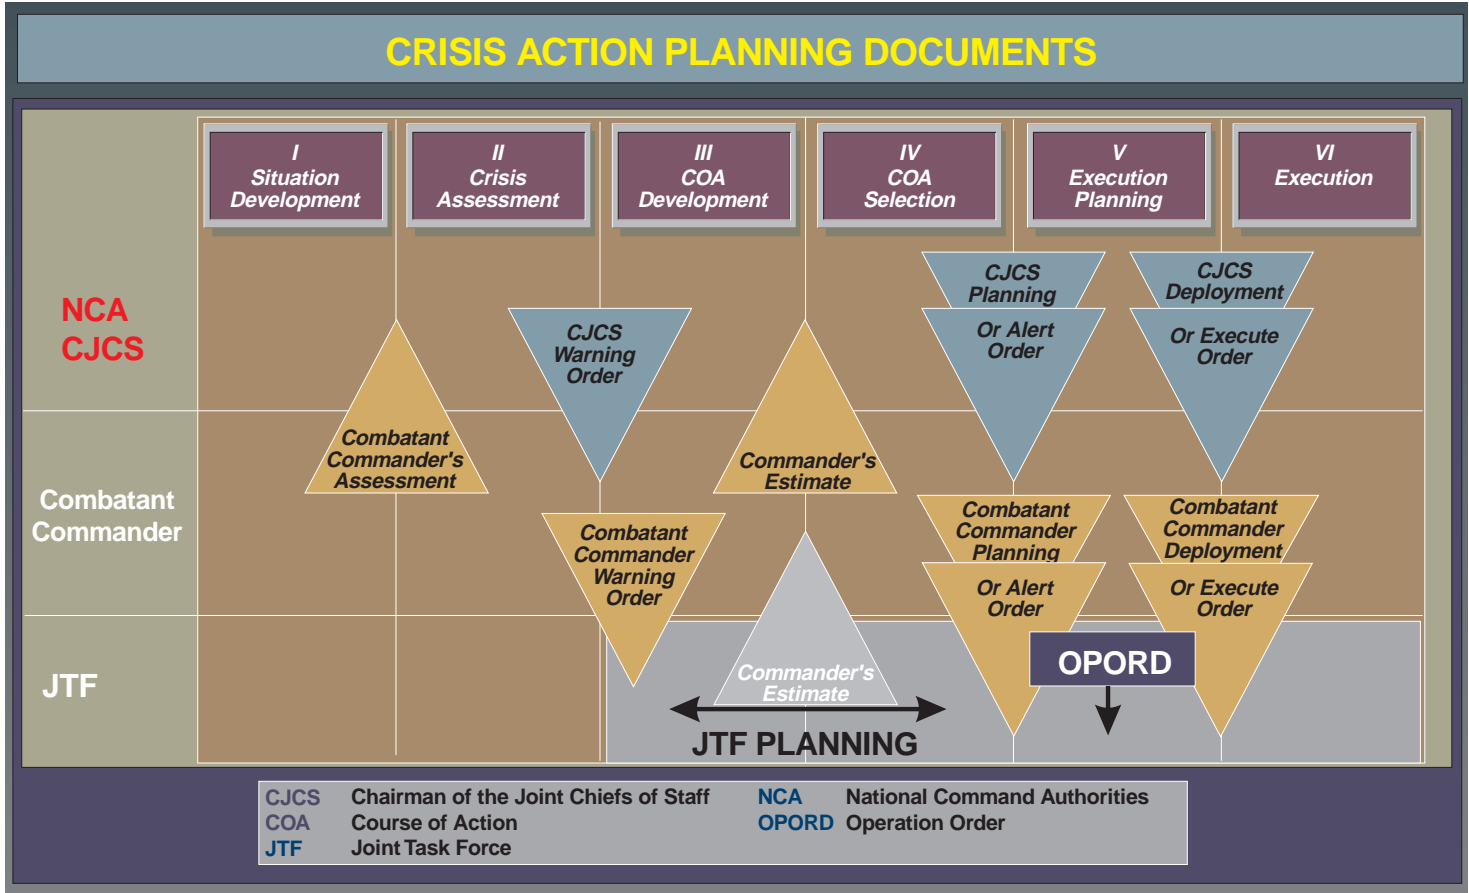 CRISIS ACTION PLANNING DOCUMENTS
I
Situation
Development
II
Crisis
Assessment
III
COA
Development
IV
COA
Selection
V
Execution
Planning
VI
Execution
NCA
CJCS
CJCS
Warning
Order
CJCS
Planning
Or Alert
Order
CJCS
Deployment
Or Execute
Order
Combatant
Commander
Combatant
Commander's
Assessment
Commander's
Estimate
Combatant
Commander
Warning
Order
Combatant
Commander
Planning
Or Alert
Order
Combatant
Commander
Deployment
Or Execute
Order
JTF
Commander's
Estimate
OPORD
JTF PLANNING
CJCS Chairman of the Joint Chiefs of Staff
COA Course of Action
JTF Joint Task Force
NCA National Command Authorities
OPORD Operation Order